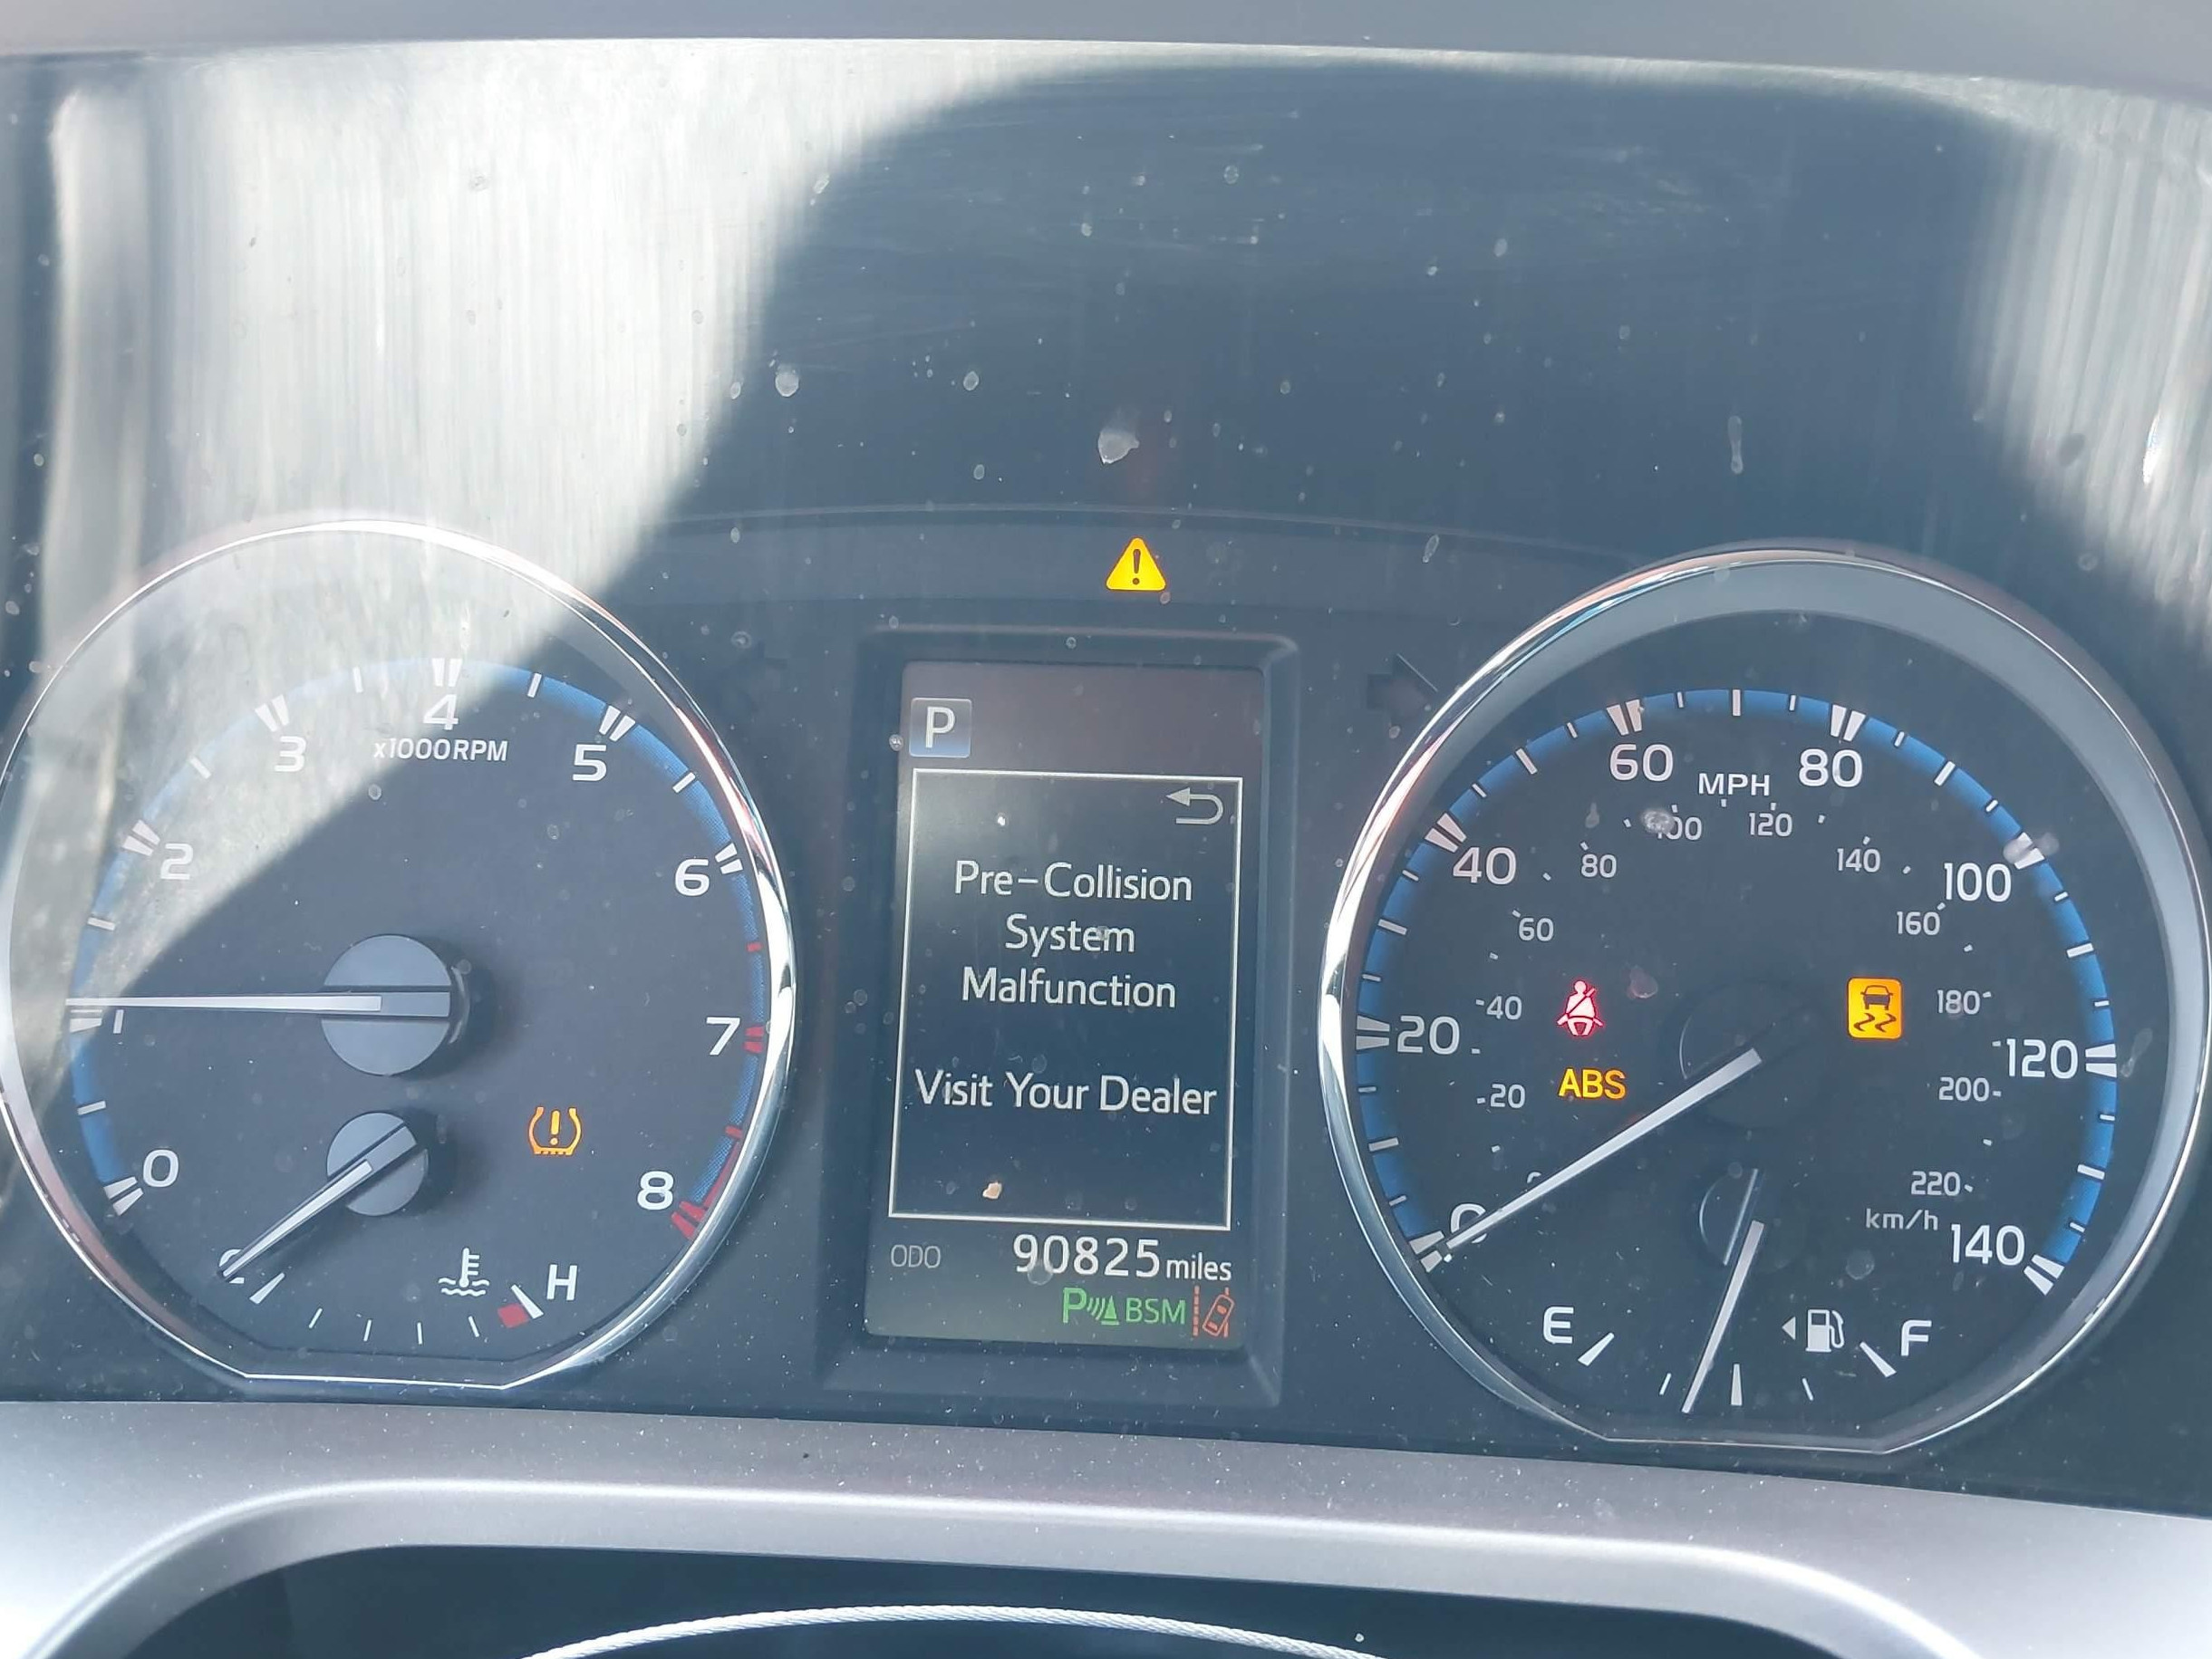 3
4
5
x1000RPM
2
6
1
7
0
8
H
P
Pre-Collision
System
Malfunction
Visit Your Dealer
ODO 90825 miles
P BSM
60 MPH 80
100 120
40 80 140 100
60 160
20 40 180 120
ABS 20 200
0 220
km/h 140
E F